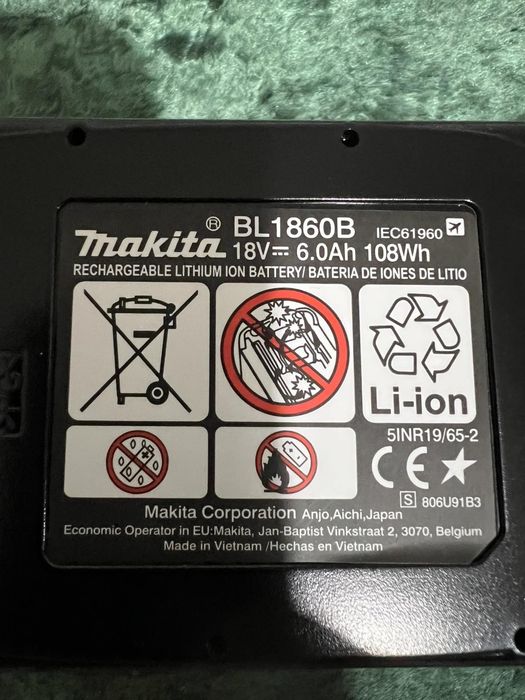 makita® BL1860B IEC61960
18V⎓ 6.0Ah 108Wh
RECHARGEABLE LITHIUM ION BATTERY/ BATERIA DE IONES DE LITIO
Li-ion
5INR19/65-2
CE
S 806U91B3
Makita Corporation Anjo,Aichi,Japan
Economic Operator in EU:Makita, Jan-Baptist Vinkstraat 2, 3070, Belgium
Made in Vietnam /Hechas en Vietnam